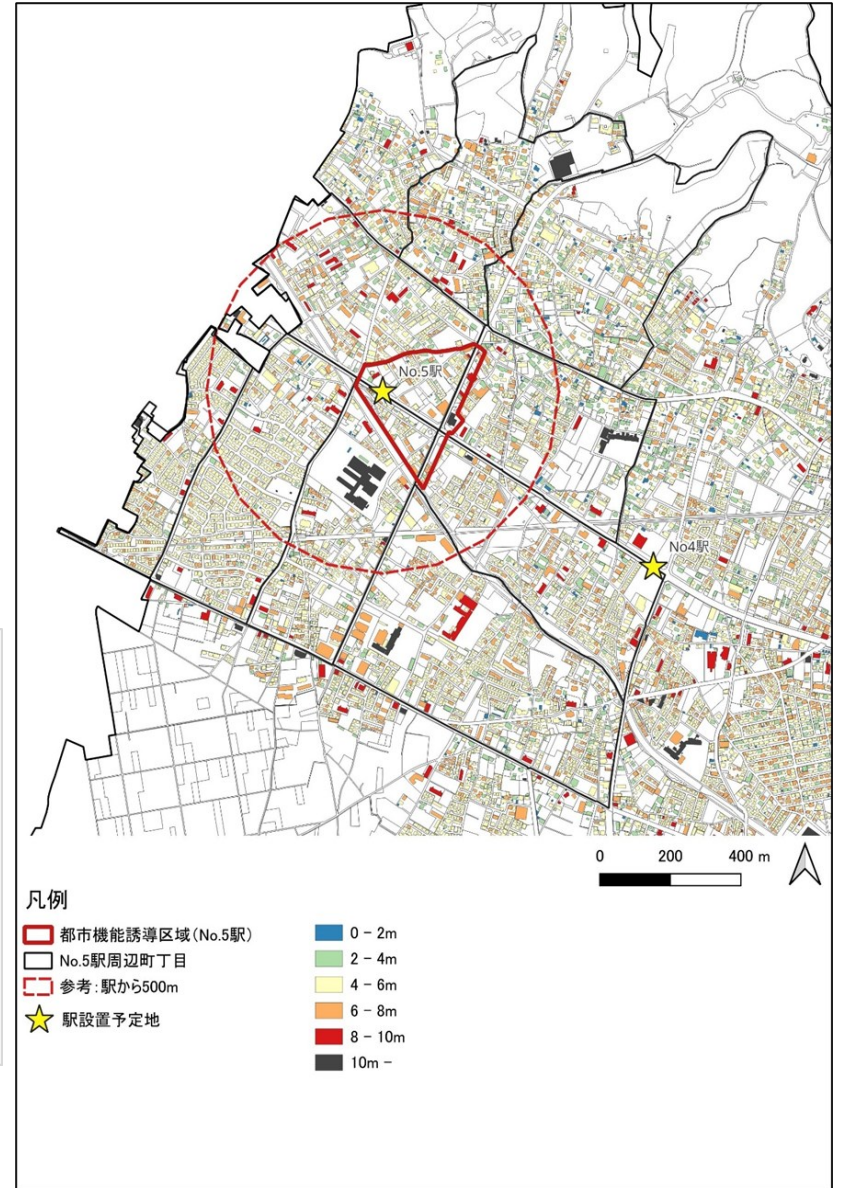 No.5駅
No4駅
0 200 400 m
凡例
都市機能誘導区域(No.5駅)
No.5駅周辺町丁目
参考:駅から500m
駅設置予定地
0 - 2m
2 - 4m
4 - 6m
6 - 8m
8 - 10m
10m -